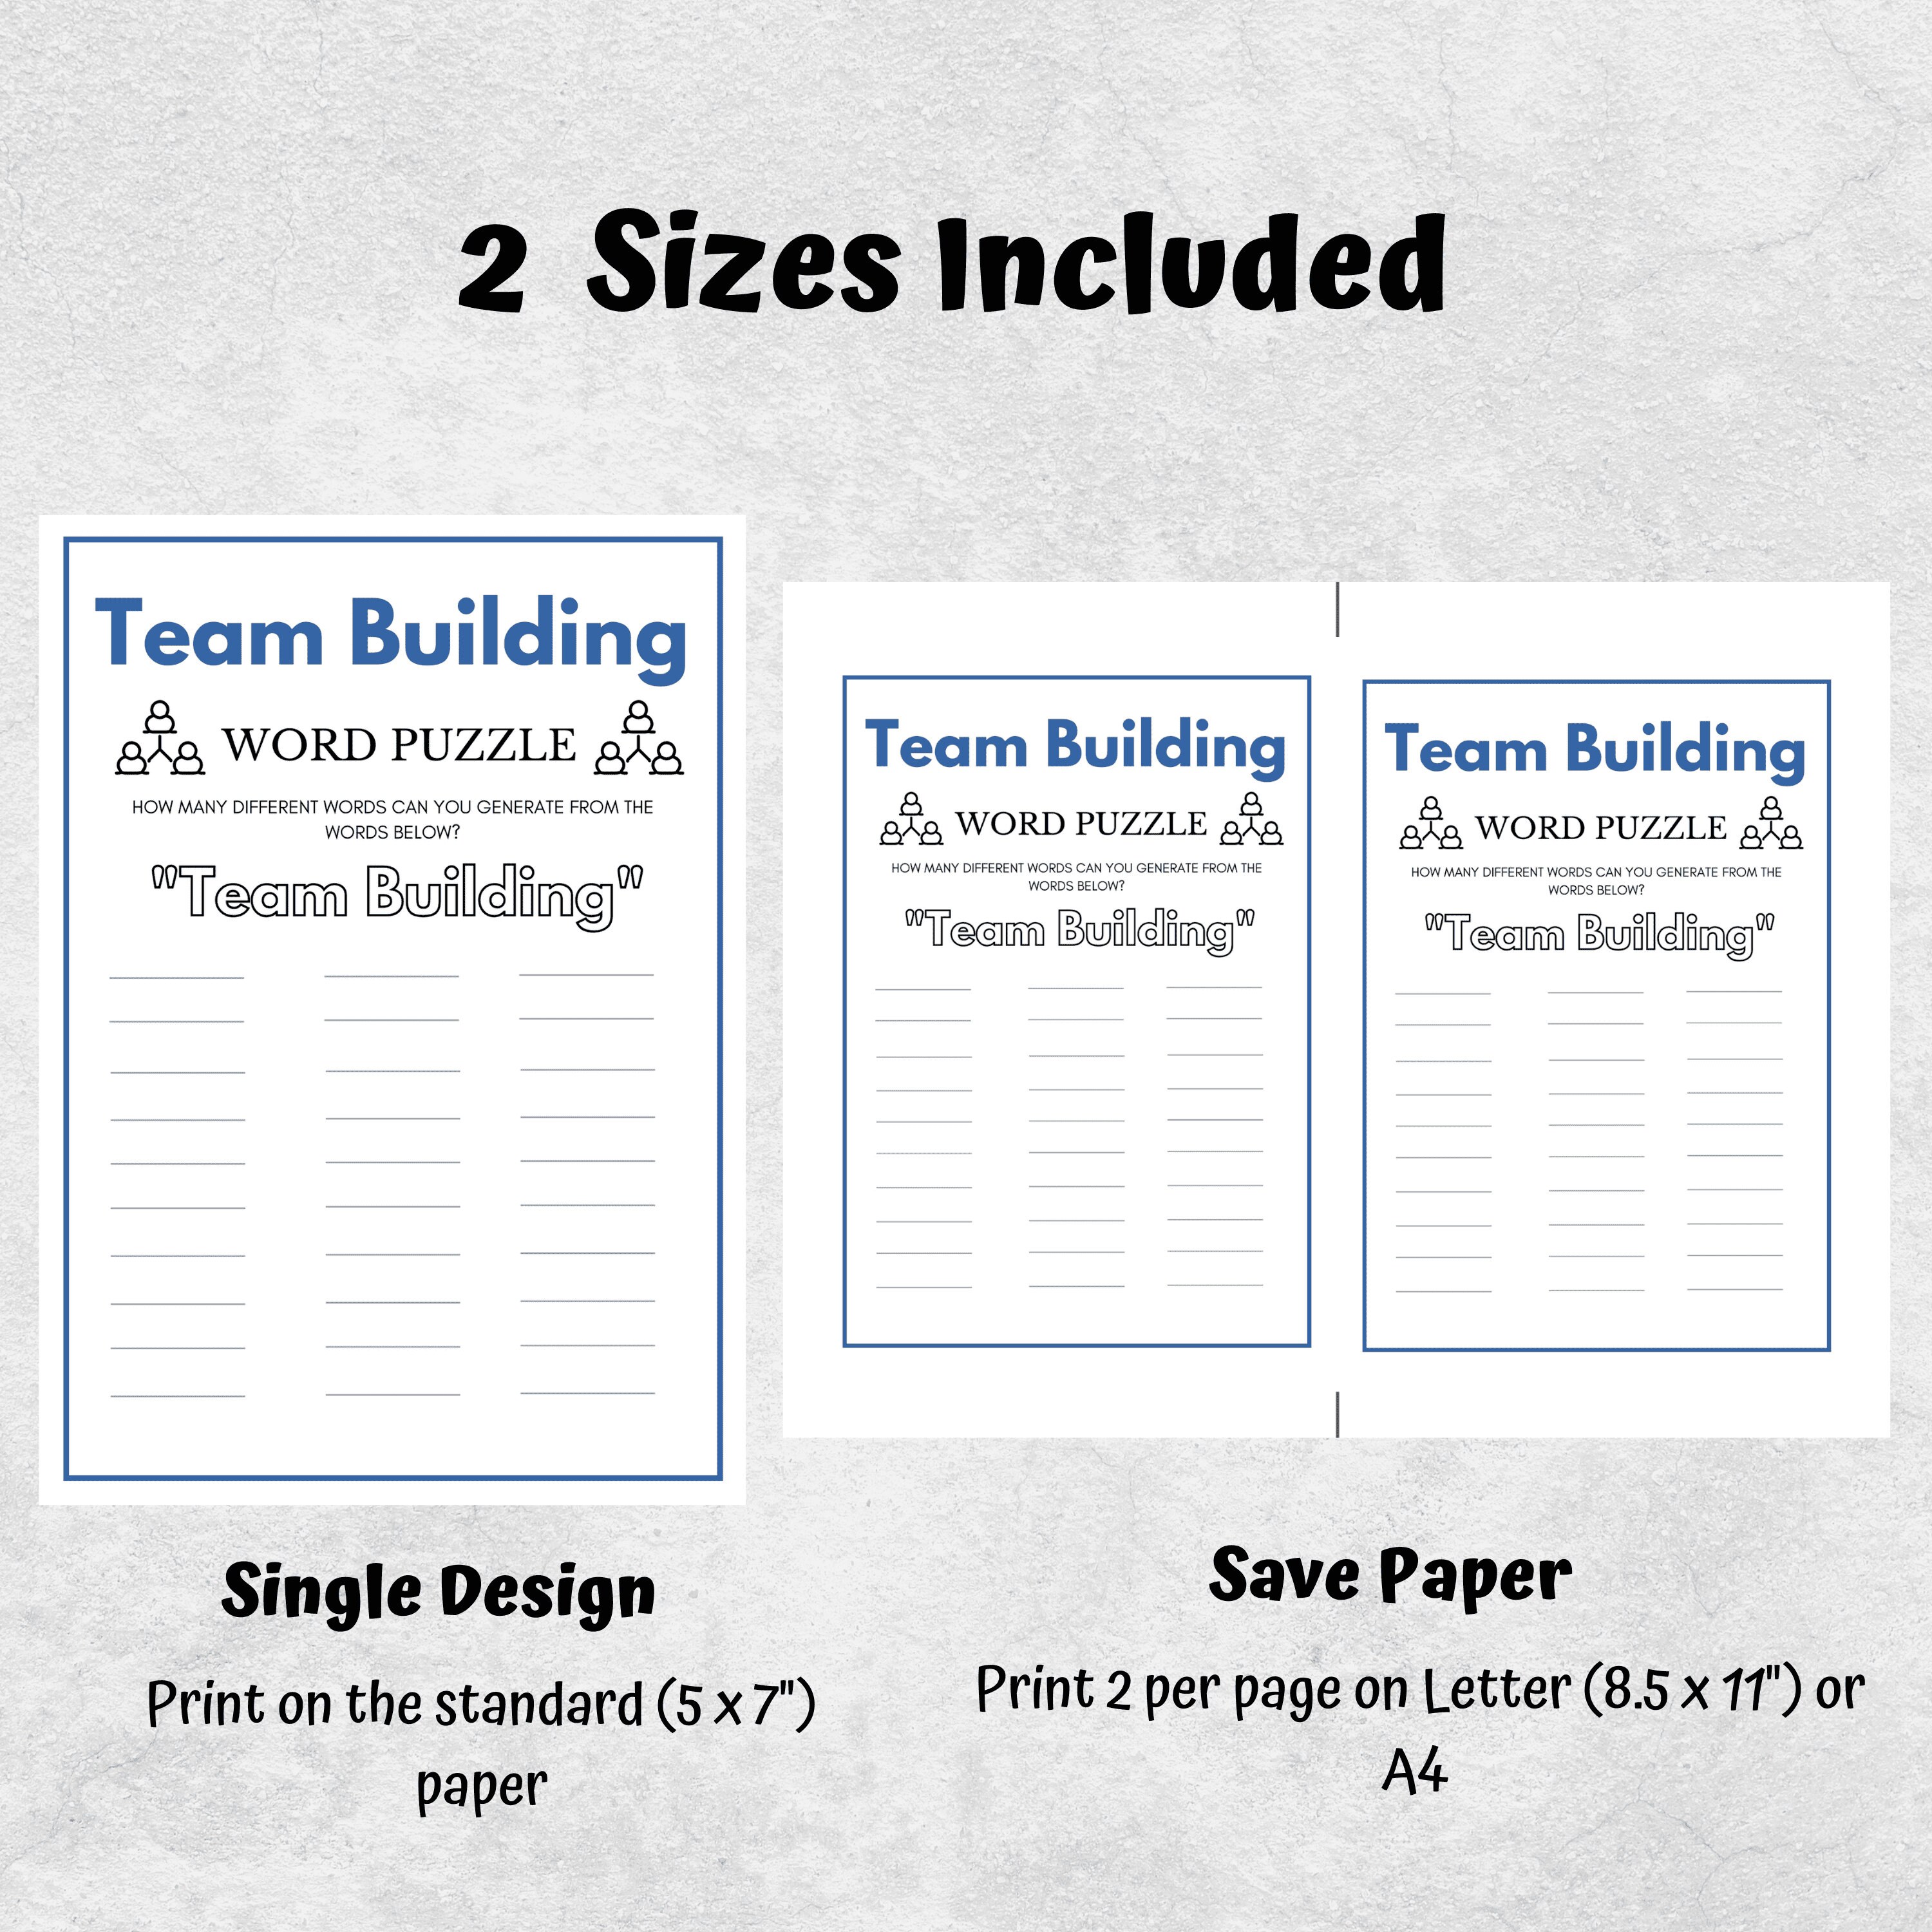 2 Sizes Included
Team Building
WORD PUZZLE
HOW MANY DIFFERENT WORDS CAN YOU GENERATE FROM THE
WORDS BELOW?
"Team Building"
Team Building
WORD PUZZLE
HOW MANY DIFFERENT WORDS CAN YOU GENERATE FROM THE
WORDS BELOW?
"Team Building"
Team Building
WORD PUZZLE
HOW MANY DIFFERENT WORDS CAN YOU GENERATE FROM THE
WORDS BELOW?
"Team Building"
Single Design
Print on the standard (5 x 7")
paper
Save Paper
Print 2 per page on Letter (8.5 x 11") or
A4